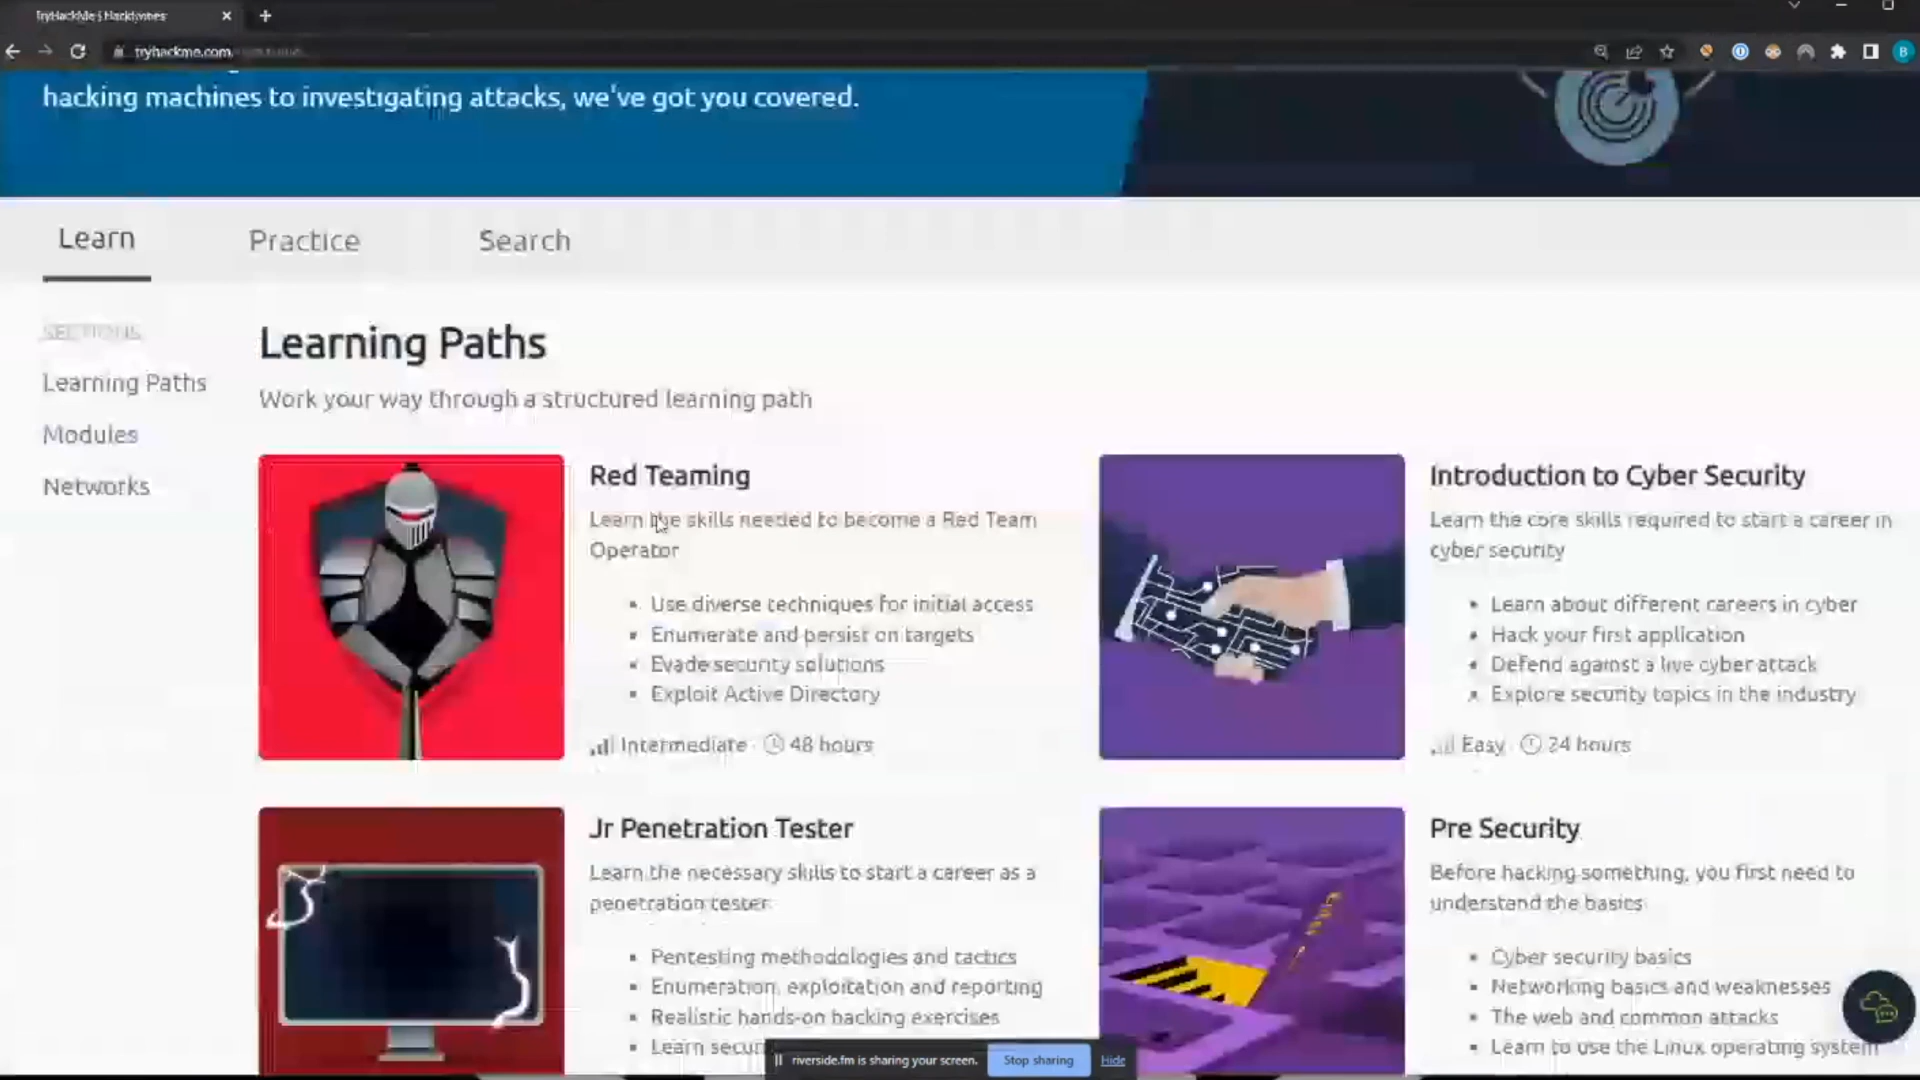 TryHackMe | Hacktivities
tryhackme.com
hacking machines to investigating attacks, we've got you covered.
Learn
Practice
Search
SECTIONS
Learning Paths
Modules
Networks
Learning Paths
Work your way through a structured learning path
Red Teaming
Learn the skills needed to become a Red Team
Operator
Use diverse techniques for initial access
Enumerate and persist on targets
Evade security solutions
Exploit Active Directory
Intermediate
48 hours
Introduction to Cyber Security
Learn the core skills required to start a career in
cyber security
Learn about different careers in cyber
Hack your first application
Defend against a live cyber attack
Explore security topics in the industry
Easy
24 hours
Jr Penetration Tester
Learn the necessary skills to start a career as a
penetration tester
Pentesting methodologies and tactics
Enumeration, exploitation and reporting
Realistic hands-on hacking exercises
Learn
Pre Security
Before hacking something, you first need to
understand the basics
Cyber security basics
Networking basics and weaknesses
The web and common attacks
Learn to use the Linux operating system
riverside.fm is sharing your screen.
Stop sharing
Hide
B